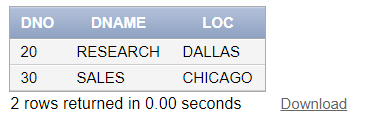 DNO DNAME LOC
20 RESEARCH DALLAS
30 SALES CHICAGO
2 rows returned in 0.00 seconds Download